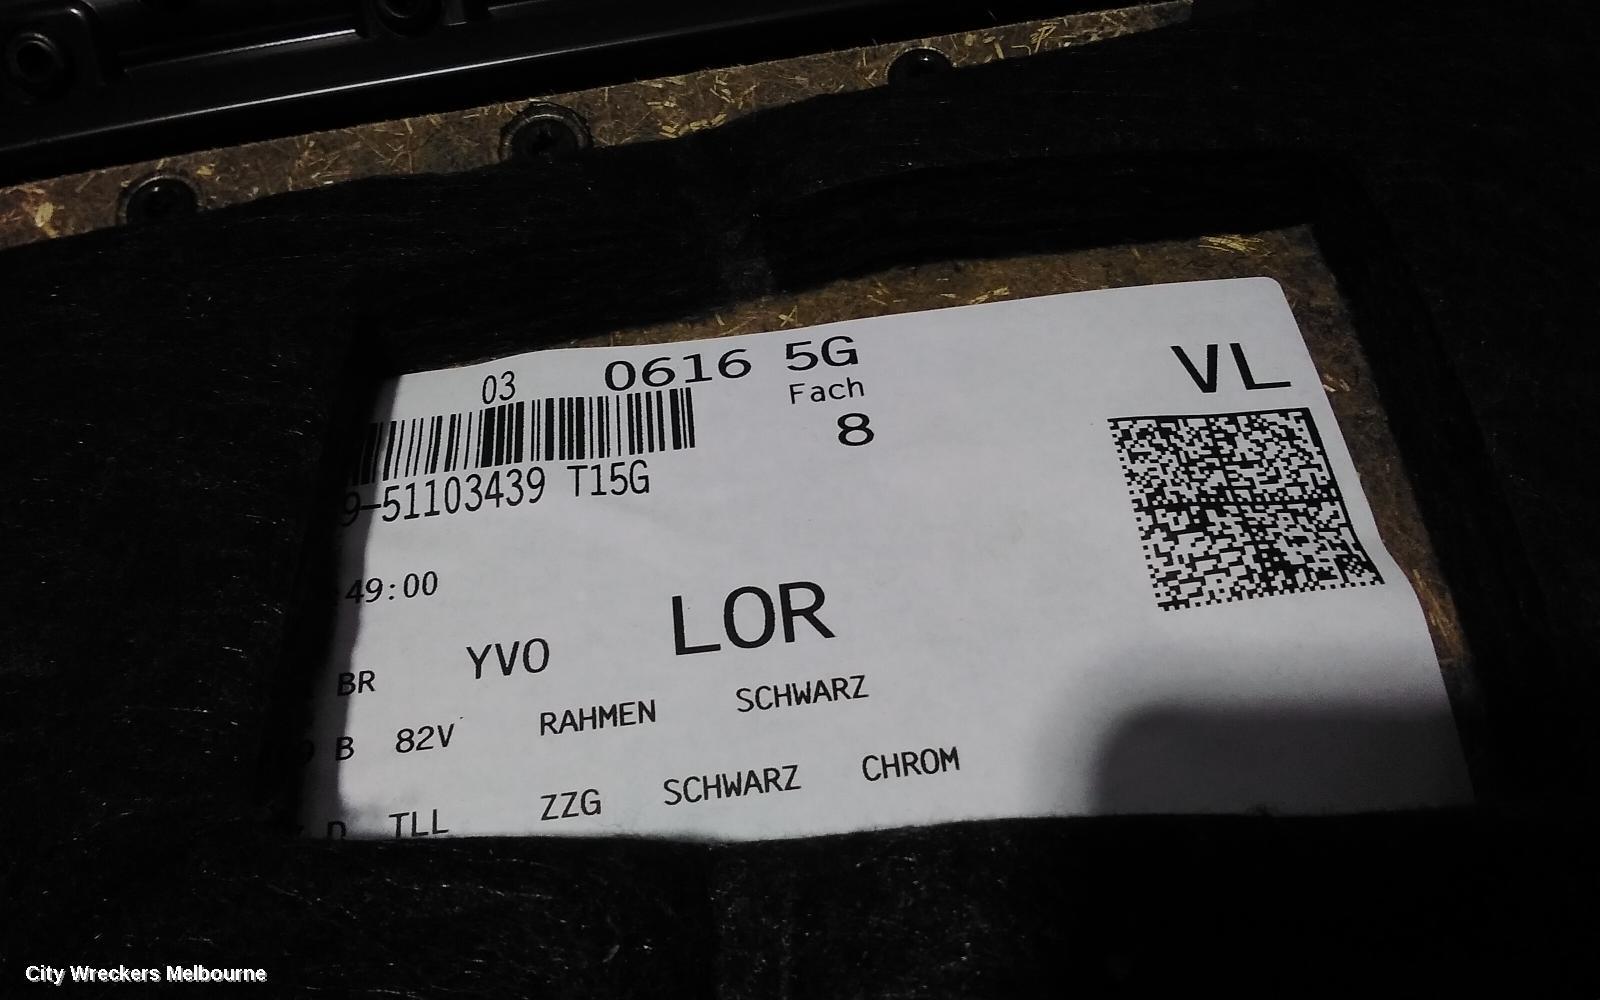 03 0616 5G VL
Fach
8
9-51103439 T15G
49:00
BR YVO LOR
B 82V RAHMEN SCHWARZ
D TLL ZZG SCHWARZ CHROM
City Wreckers Melbourne